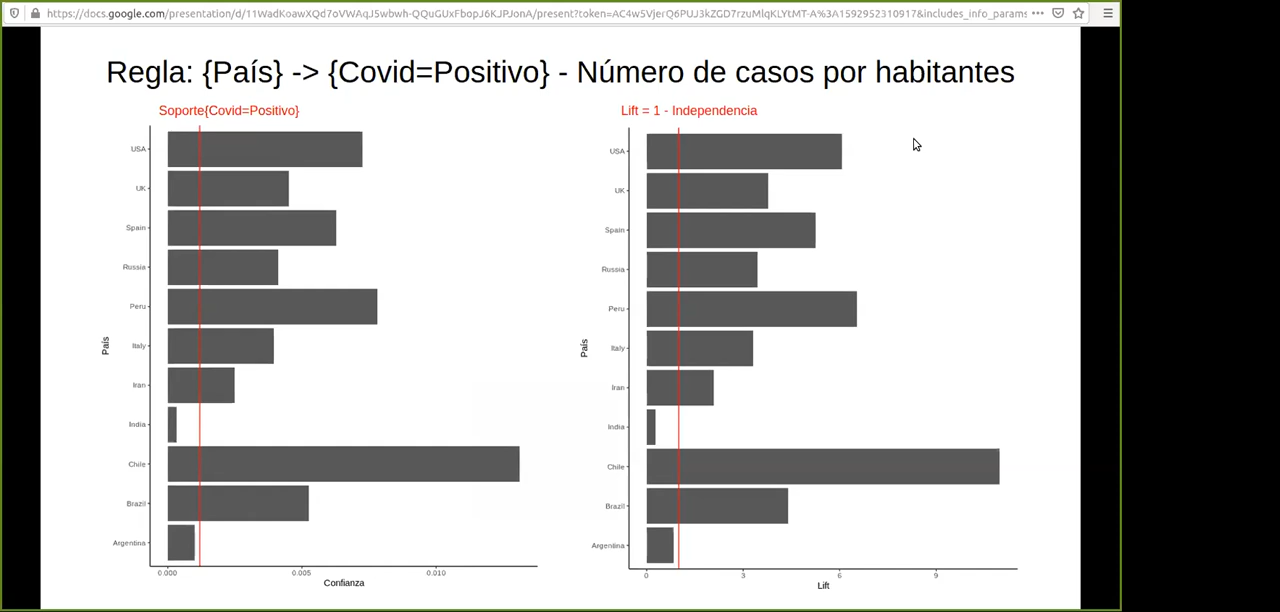 https://docs.google.com/presentation/d/11WadKoawXQd7oVWAqJ5wbwh-QQuGUxFbopJ6KJPJonA/present?token=AC4w5VjerQ6PUJ3kZGD7rzuMlqKLYtMT-A%3A1592952310917&includes_info_params
Regla: {País} -> {Covid=Positivo} - Número de casos por habitantes
Soporte{Covid=Positivo}
USA
UK
Spain
Russia
Peru
Italy
Iran
India
Chile
Brazil
Argentina
País
0.000 0.005 0.010
Confianza
Lift = 1 - Independencia
USA
UK
Spain
Russia
Peru
Italy
Iran
India
Chile
Brazil
Argentina
País
0 3 6 9
Lift